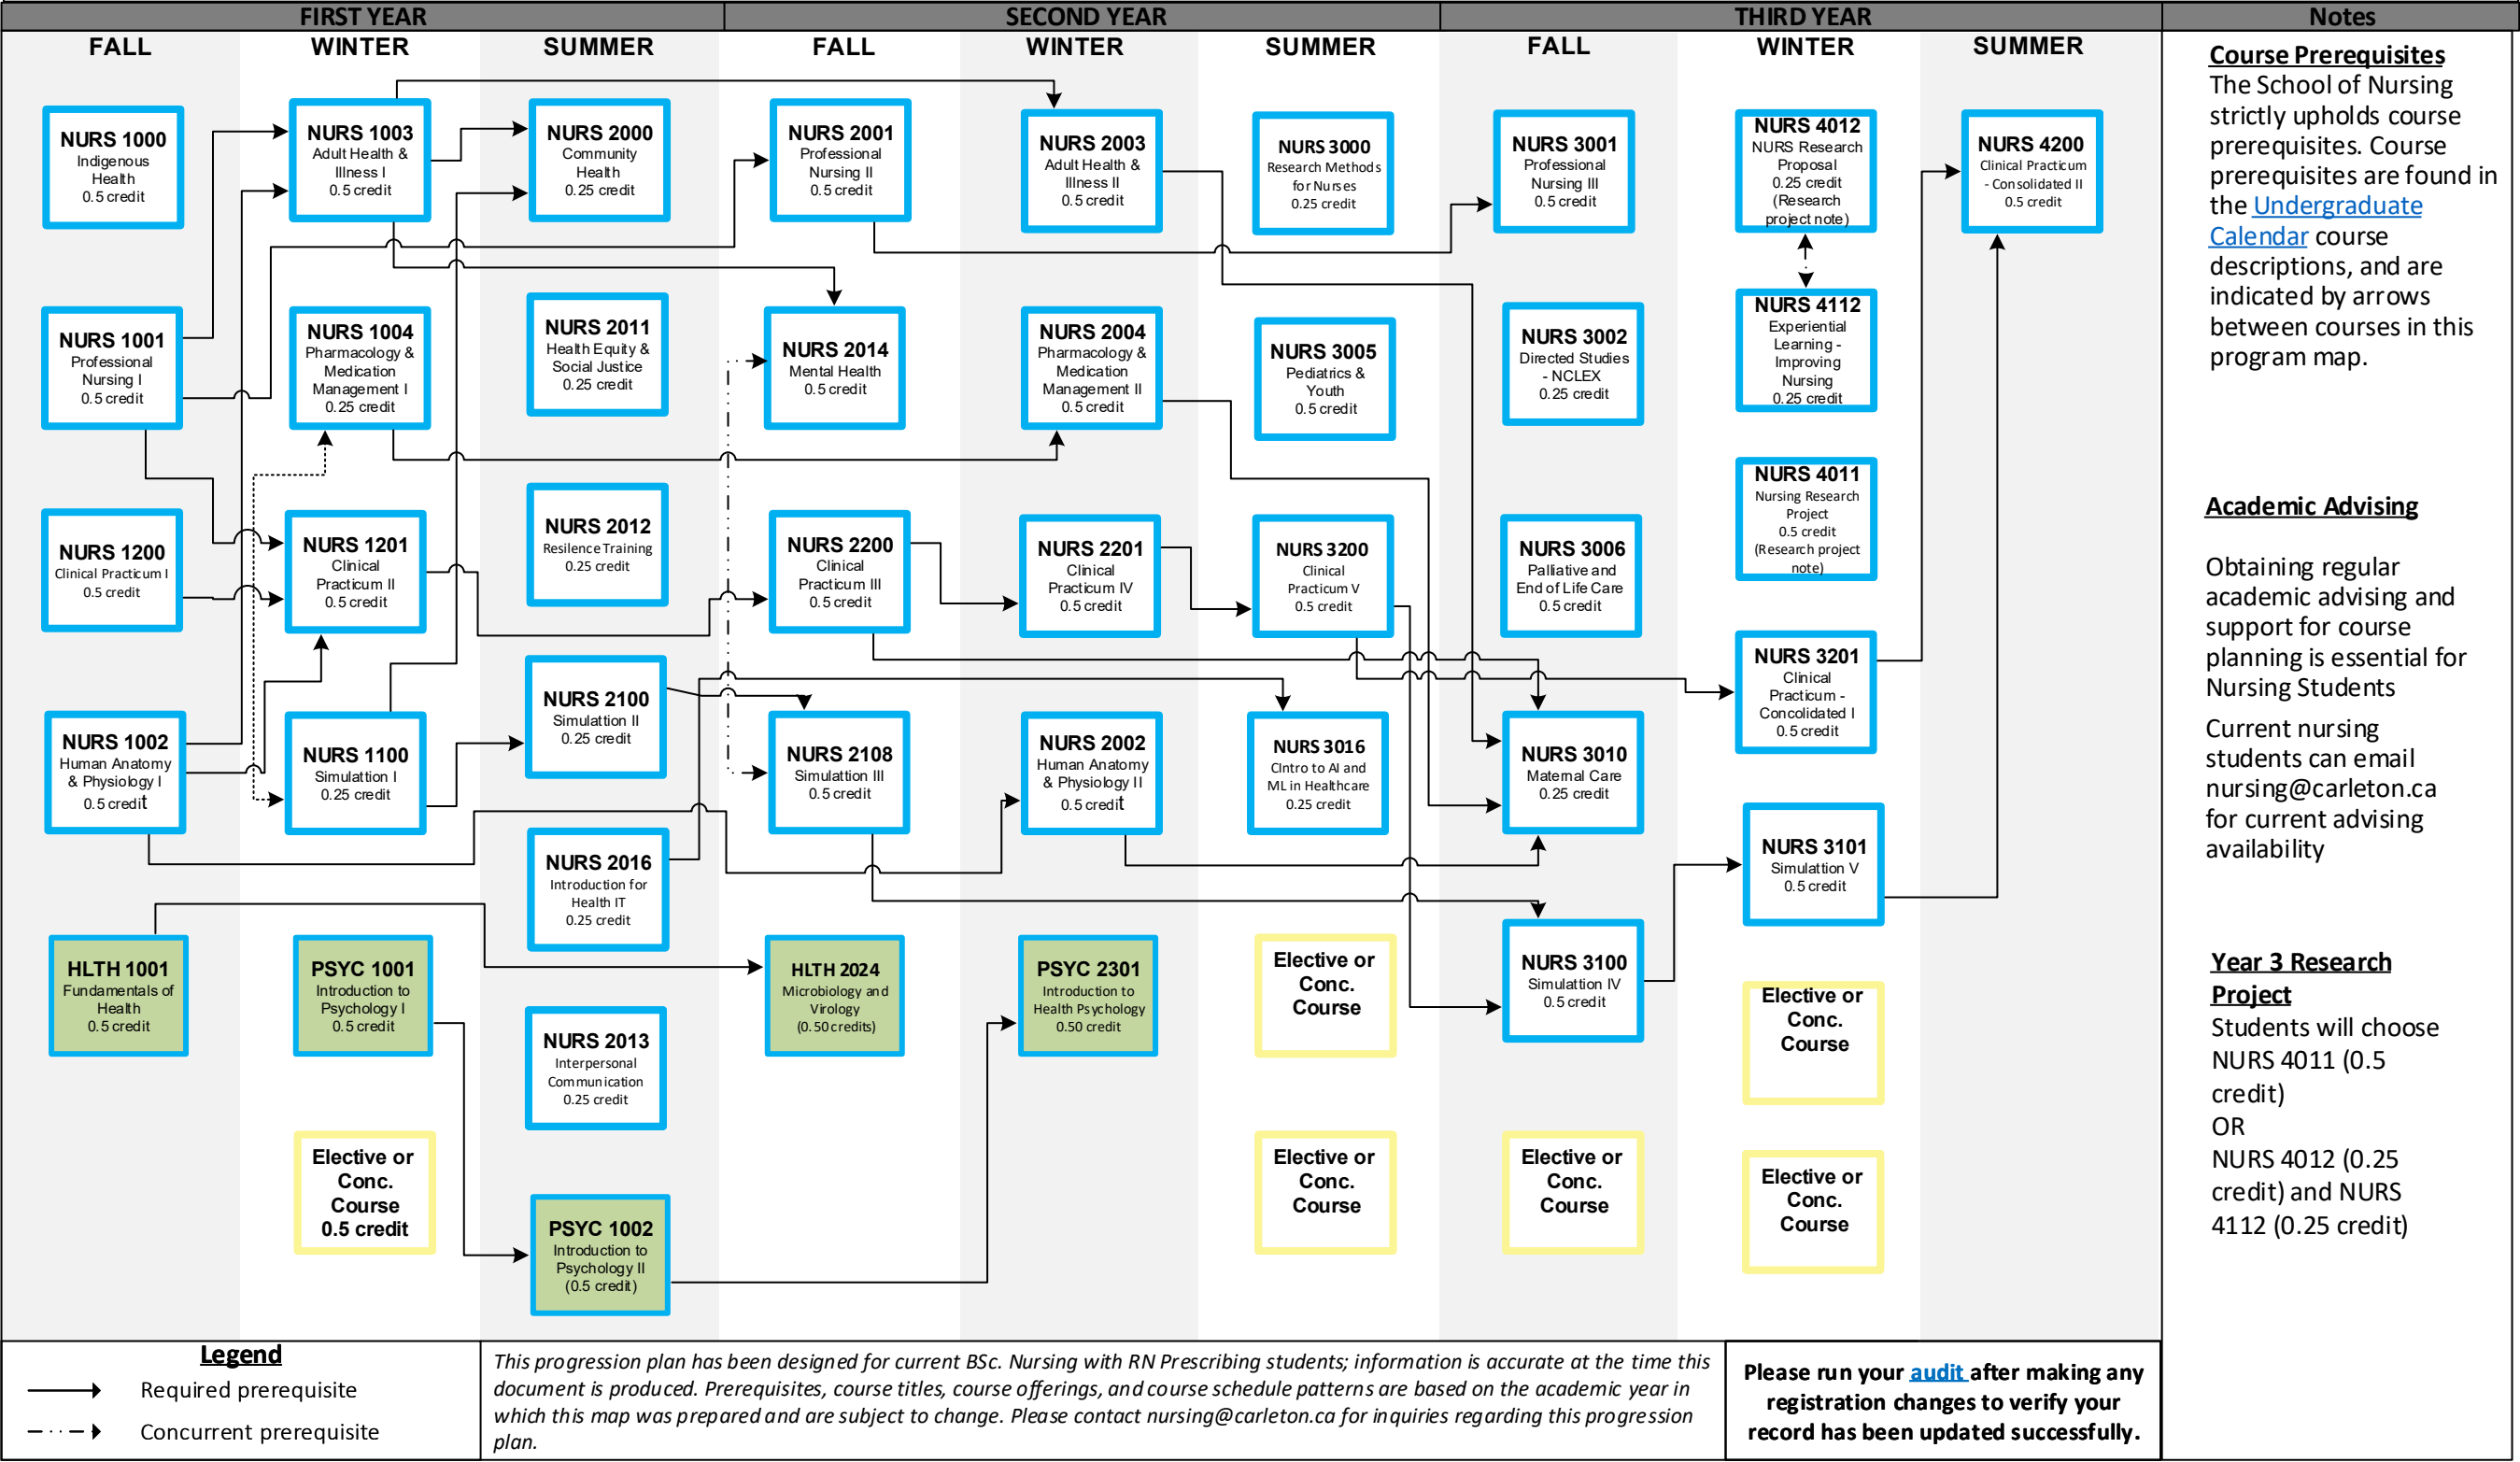 FIRST YEAR
SECOND YEAR
THIRD YEAR
Notes
FALL
WINTER
SUMMER
FALL
WINTER
SUMMER
FALL
WINTER
SUMMER
NURS 1000
Indigenous
Health
0.5 credit
NURS 1001
Professional
Nursing I
0.5 credit
NURS 1200
Clinical Practicum I
0.5 credit
NURS 1002
Human Anatomy
& Physiology I
0.5 credit
HLTH 1001
Fundamentals of
Health
0.5 credit
NURS 1003
Adult Health &
Illness I
0.5 credit
NURS 1004
Pharmacology &
Medication
Management I
0.25 credit
NURS 1201
Clinical
Practicum II
0.5 credit
NURS 1100
Simulation I
0.25 credit
PSYC 1001
Introduction to
Psychology I
0.5 credit
Elective or
Conc.
Course
0.5 credit
NURS 2000
Community
Health
0.25 credit
NURS 2011
Health Equity &
Social Justice
0.25 credit
NURS 2012
Resilence Training
0.25 credit
NURS 2100
Simulation II
0.25 credit
NURS 2016
Introduction for
Health IT
0.25 credit
NURS 2013
Interpersonal
Communication
0.25 credit
PSYC 1002
Introduction to
Psychology II
(0.5 credit)
NURS 2001
Professional
Nursing II
0.5 credit
NURS 2014
Mental Health
0.5 credit
NURS 2200
Clinical
Practicum III
0.5 credit
NURS 2108
Simulation III
0.5 credit
HLTH 2024
Microbiology and
Virology
(0.50 credits)
NURS 2003
Adult Health &
Illness II
0.5 credit
NURS 2004
Pharmacology &
Medication
Management II
0.5 credit
NURS 2201
Clinical
Practicum IV
0.5 credit
NURS 2002
Human Anatomy
& Physiology II
0.5 credit
PSYC 2301
Introduction to
Health Psychology
0.50 credit
NURS 3000
Research Methods
for Nurses
0.25 credit
NURS 3005
Pediatrics &
Youth
0.5 credit
NURS 3200
Clinical
Practicum V
0.5 credit
NURS 3016
CIntro to AI and
ML in Healthcare
0.25 credit
Elective or
Conc.
Course
Elective or
Conc.
Course
NURS 3001
Professional
Nursing III
0.5 credit
NURS 3002
Directed Studies
- NCLEX
0.25 credit
NURS 3006
Palliative and
End of Life Care
0.5 credit
NURS 3010
Maternal Care
0.25 credit
NURS 3100
Simulation IV
0.5 credit
Elective or
Conc.
Course
NURS 4012
NURS Research
Proposal
0.25 credit
(Research
project note)
NURS 4112
Experiential
Learning -
Improving
Nursing
0.25 credit
NURS 4011
Nursing Research
Project
0.5 credit
(Research project
note)
NURS 3201
Clinical
Practicum -
Concolidated I
0.5 credit
NURS 3101
Simulation V
0.5 credit
Elective or
Conc.
Course
Elective or
Conc.
Course
NURS 4200
Clinical Practicum
- Consolidated II
0.5 credit
Course Prerequisites
The School of Nursing
strictly upholds course
prerequisites. Course
prerequisites are found in
the Undergraduate
Calendar course
descriptions, and are
indicated by arrows
between courses in this
program map.
Academic Advising
Obtaining regular
academic advising and
support for course
planning is essential for
Nursing Students
Current nursing
students can email
nursing@carleton.ca
for current advising
availability
Year 3 Research
Project
Students will choose
NURS 4011 (0.5
credit)
OR
NURS 4012 (0.25
credit) and NURS
4112 (0.25 credit)
Legend
Required prerequisite
Concurrent prerequisite
This progression plan has been designed for current BSc. Nursing with RN Prescribing students; information is accurate at the time this
document is produced. Prerequisites, course titles, course offerings, and course schedule patterns are based on the academic year in
which this map was prepared and are subject to change. Please contact nursing@carleton.ca for inquiries regarding this progression
plan.
Please run your audit after making any
registration changes to verify your
record has been updated successfully.